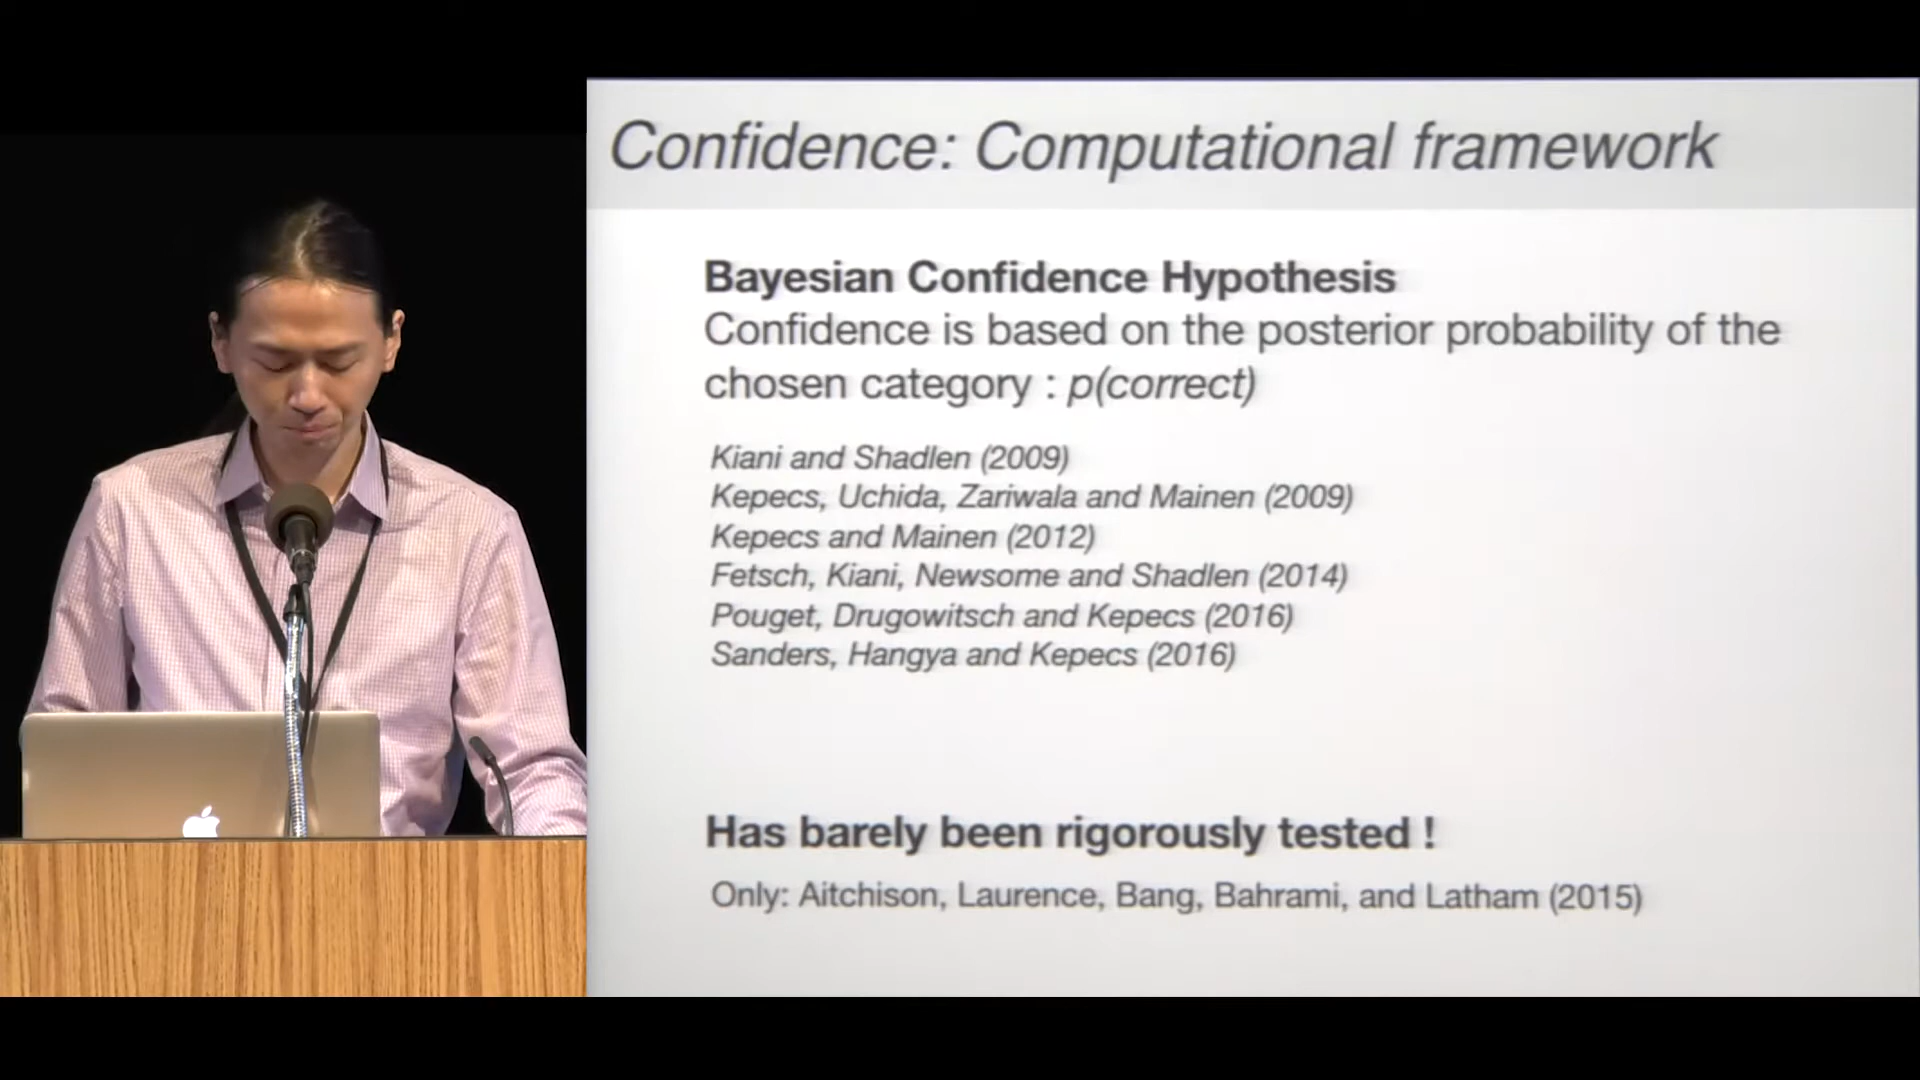 Confidence: Computational framework
Bayesian Confidence Hypothesis
Confidence is based on the posterior probability of the
chosen category : p(correct)
Kiani and Shadlen (2009)
Kepecs, Uchida, Zariwala and Mainen (2009)
Kepecs and Mainen (2012)
Fetsch, Kiani, Newsome and Shadlen (2014)
Pouget, Drugowitsch and Kepecs (2016)
Sanders, Hangya and Kepecs (2016)
Has barely been rigorously tested !
Only: Aitchison, Laurence, Bang, Bahrami, and Latham (2015)